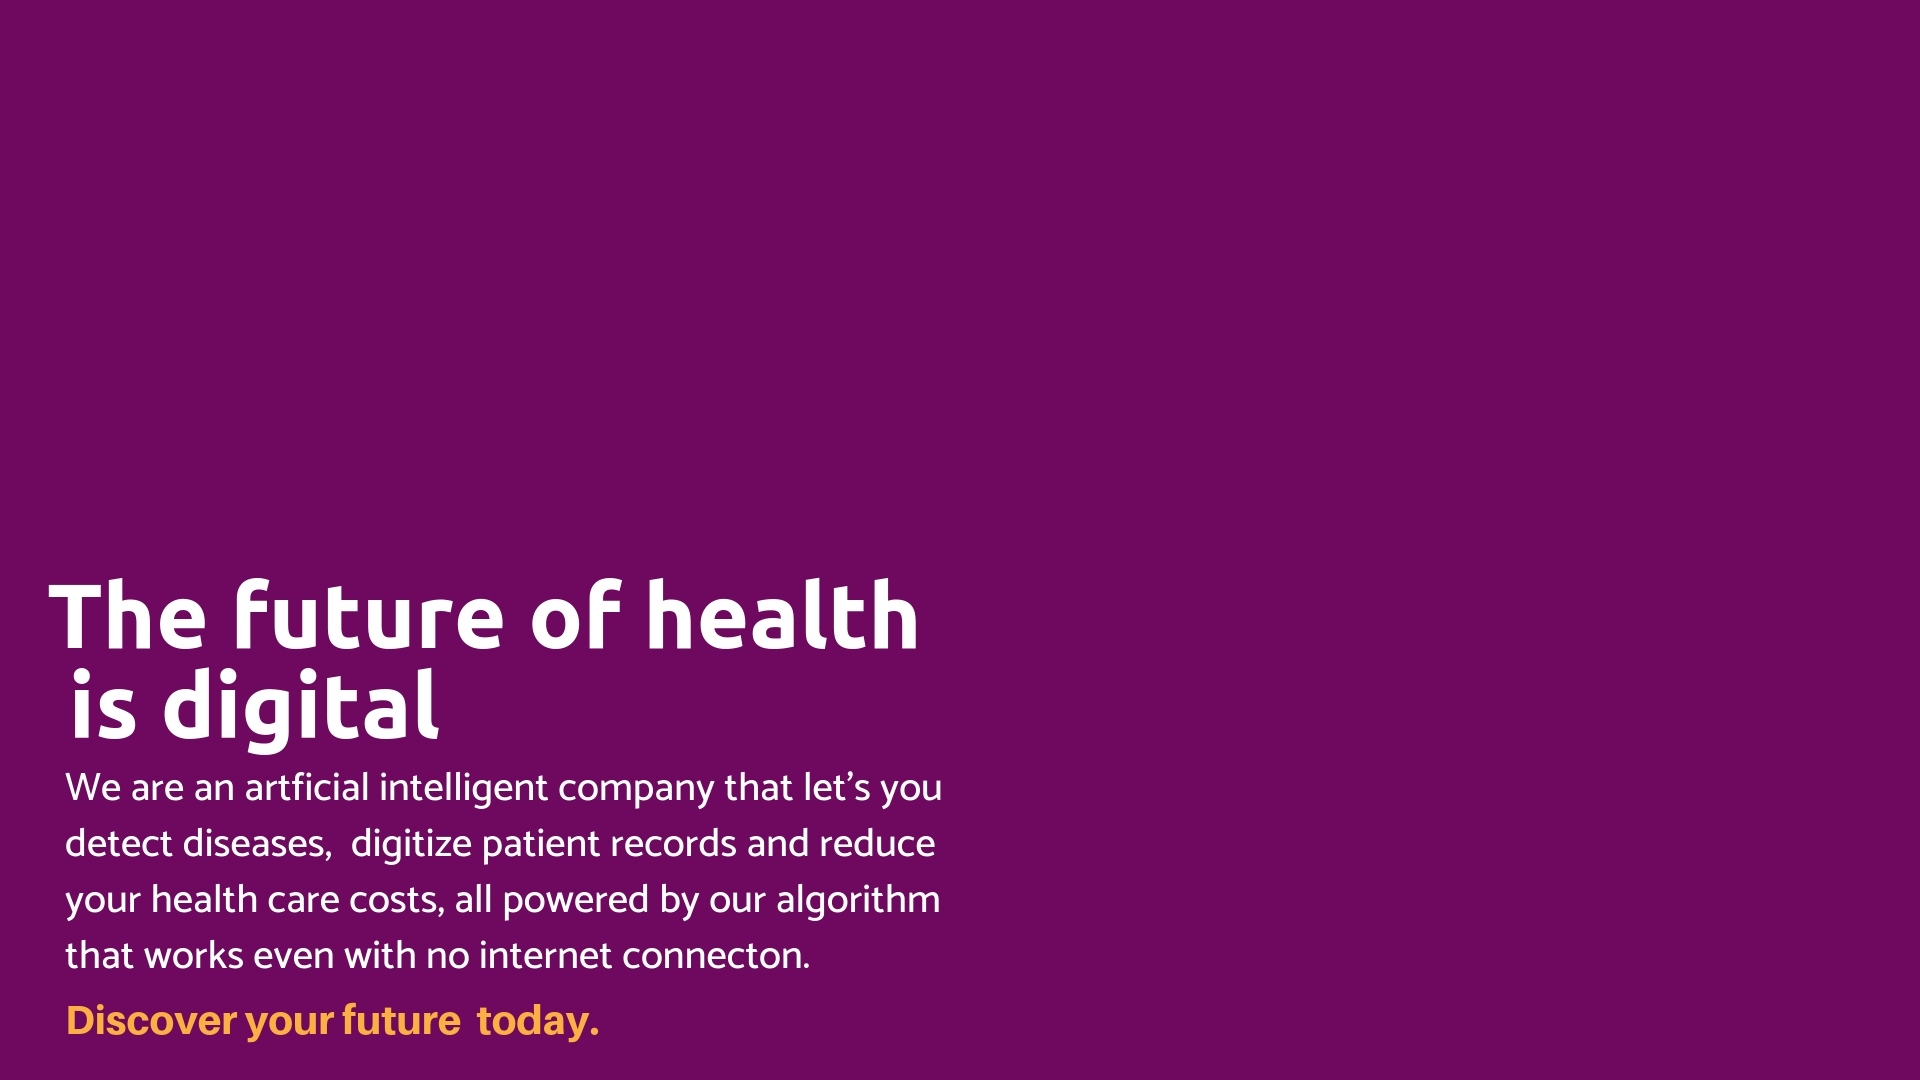 The future of health
is digital
We are an artficial intelligent company that let's you
detect diseases,  digitize patient records and reduce
your health care costs, all powered by our algorithm
that works even with no internet connecton.
Discover your future  today.